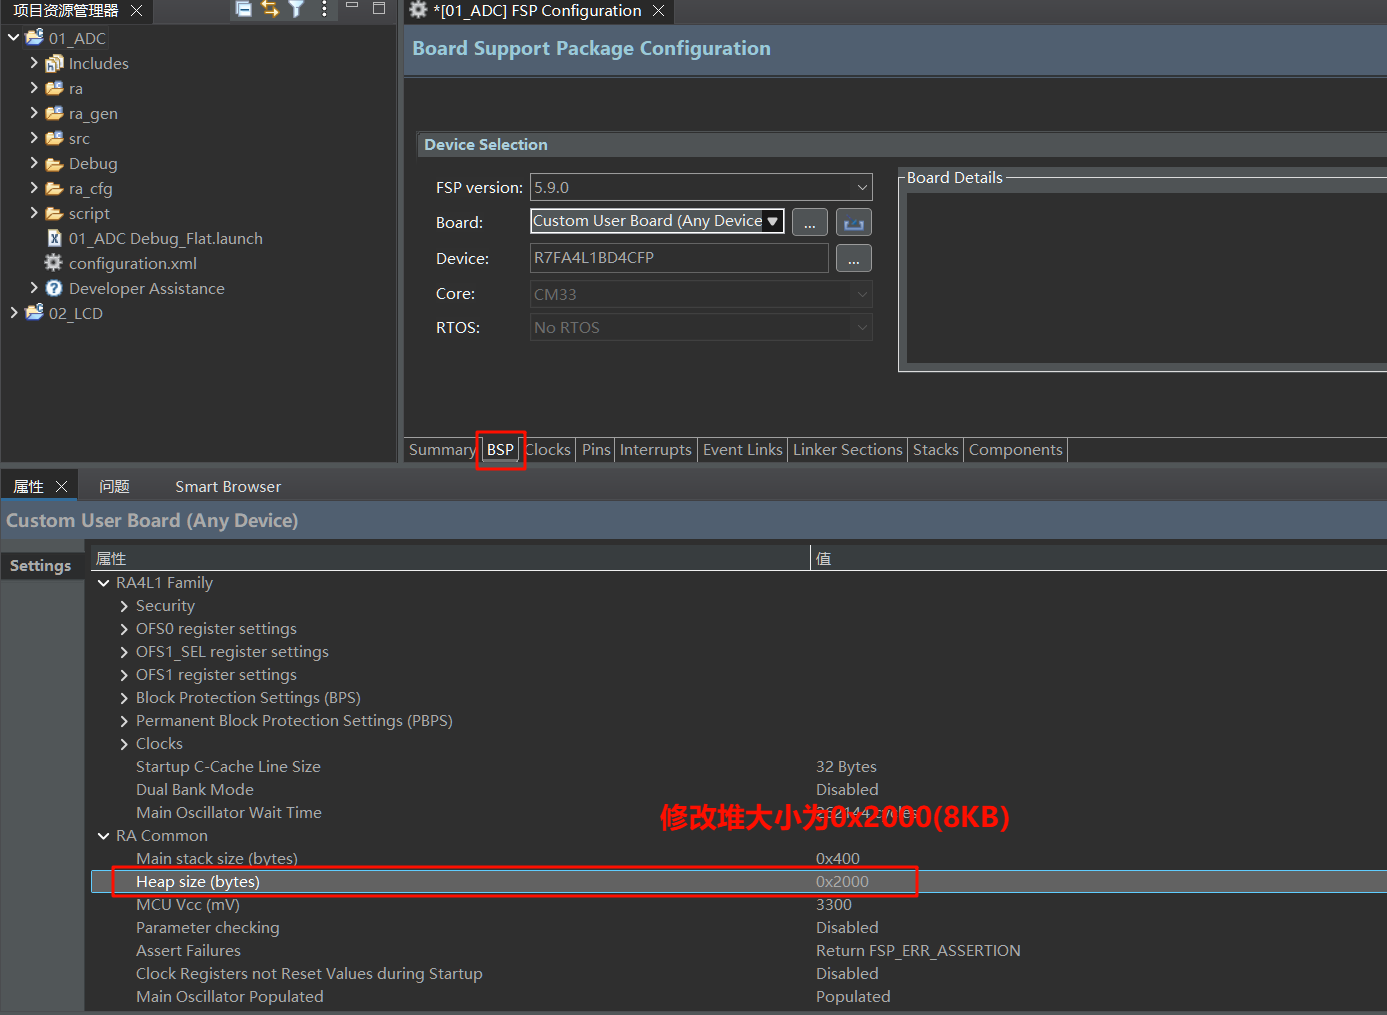 项目资源管理器
01_ADC
Includes
ra
ra_gen
src
Debug
ra_cfg
script
01_ADC Debug_Flat.launch
configuration.xml
Developer Assistance
02_LCD
*[01_ADC] FSP Configuration
Board Support Package Configuration
Device Selection
FSP version: 5.9.0
Board: Custom User Board (Any Device ...
Device: R7FA4L1BD4CFP ...
Core: CM33
RTOS: No RTOS
Board Details
Summary BSP Clocks Pins Interrupts Event Links Linker Sections Stacks Components
属性 问题 Smart Browser
Custom User Board (Any Device)
Settings
属性 值
RA4L1 Family
Security
OFS0 register settings
OFS1_SEL register settings
OFS1 register settings
Block Protection Settings (BPS)
Permanent Block Protection Settings (PBPS)
Clocks
Startup C-Cache Line Size 32 Bytes
Dual Bank Mode Disabled
Main Oscillator Wait Time 262144 cycles
修改堆大小为0x2000(8KB)
RA Common
Main stack size (bytes) 0x400
Heap size (bytes) 0x2000
MCU Vcc (mV) 3300
Parameter checking Disabled
Assert Failures Return FSP_ERR_ASSERTION
Clock Registers not Reset Values during Startup Disabled
Main Oscillator Populated Populated